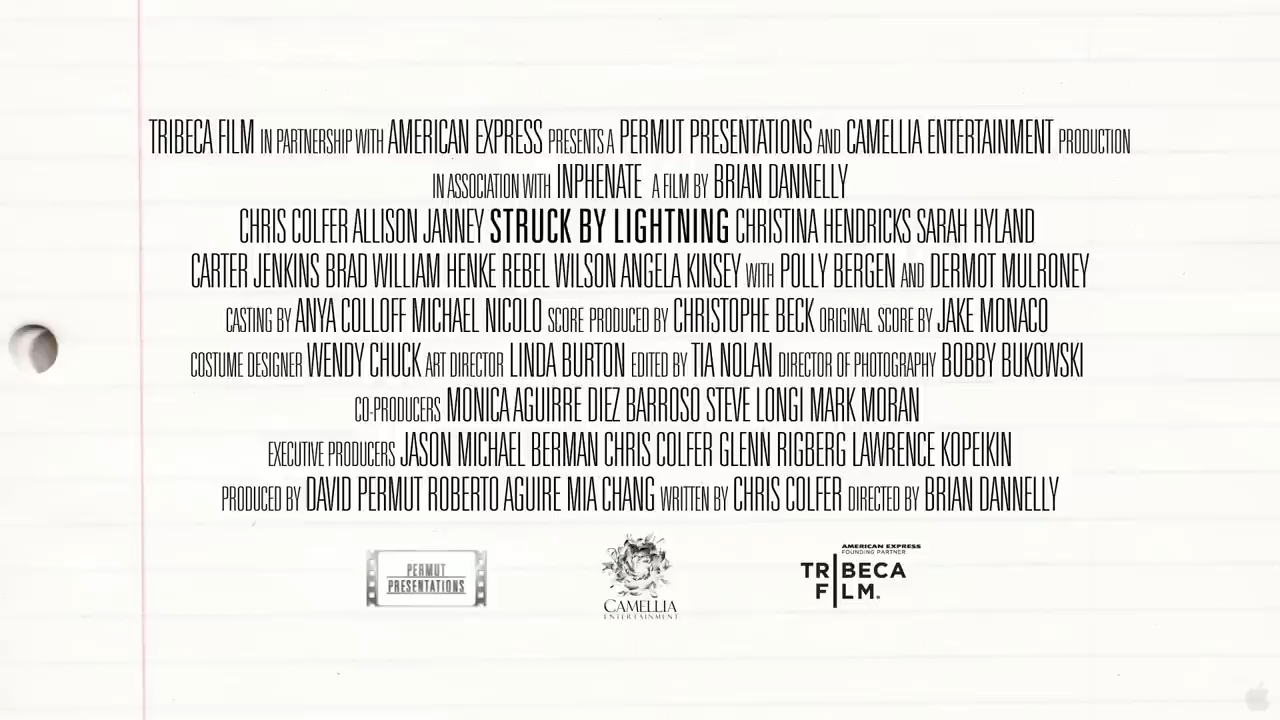 TRIBECA FILM IN PARTNERSHIP WITH AMERICAN EXPRESS PRESENTS A PERMUT PRESENTATIONS AND CAMELLIA ENTERTAINMENT PRODUCTION
IN ASSOCIATION WITH INPHENATE A FILM BY BRIAN DANNELLY
CHRIS COLFER ALLISON JANNEY STRUCK BY LIGHTNING CHRISTINA HENDRICKS SARAH HYLAND
CARTER JENKINS BRAD WILLIAM HENKE REBEL WILSON ANGELA KINSEY WITH POLLY BERGEN AND DERMOT MULRONEY
CASTING BY ANYA COLLOFF MICHAEL NICOLO SCORE PRODUCED BY CHRISTOPHE BECK ORIGINAL SCORE BY JAKE MONACO
COSTUME DESIGNER WENDY CHUCK ART DIRECTOR LINDA BURTON EDITED BY TIA NOLAN DIRECTOR OF PHOTOGRAPHY BOBBY BUKOWSKI
CO-PRODUCERS MONICA AGUIRRE DIEZ BARROSO STEVE LONGI MARK MORAN
EXECUTIVE PRODUCERS JASON MICHAEL BERMAN CHRIS COLFER GLENN RIGBERG LAWRENCE KOPEIKIN
PRODUCED BY DAVID PERMUT ROBERTO AGUIRE MIA CHANG WRITTEN BY CHRIS COLFER DIRECTED BY BRIAN DANNELLY
PERMUT
PRESENTATIONS
CAMELLIA
ENTERTAINMENT
AMERICAN EXPRESS
FOUNDING PARTNER
TRIBECA
FILM.